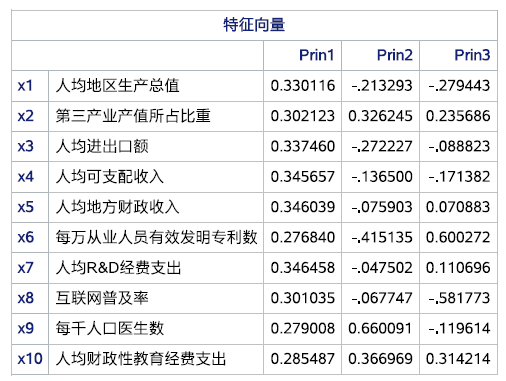 特征向量
Prin1 Prin2 Prin3
x1 人均地区生产总值 0.330116 -.213293 -.279443
x2 第三产业产值所占比重 0.302123 0.326245 0.235686
x3 人均进出口额 0.337460 -.272227 -.088823
x4 人均可支配收入 0.345657 -.136500 -.171382
x5 人均地方财政收入 0.346039 -.075903 0.070883
x6 每万从业人员有效发明专利数 0.276840 -.415135 0.600272
x7 人均R&D经费支出 0.346458 -.047502 0.110696
x8 互联网普及率 0.301035 -.067747 -.581773
x9 每千人口医生数 0.279008 0.660091 -.119614
x10 人均财政性教育经费支出 0.285487 0.366969 0.314214